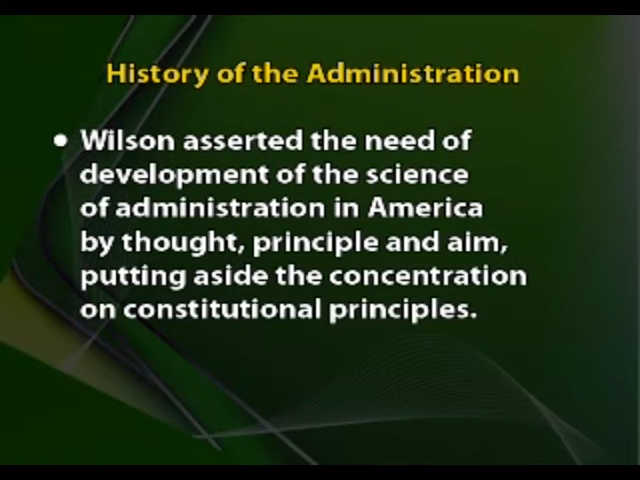 History of the Administration
• Wilson asserted the need of
development of the science
of administration in America
by thought, principle and aim,
putting aside the concentration
on constitutional principles.